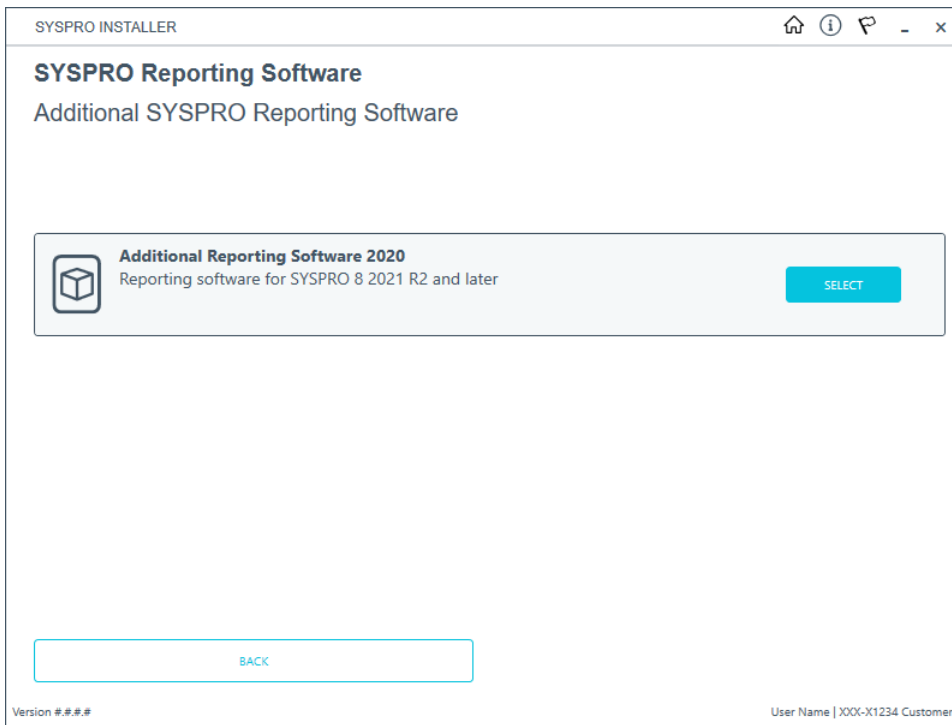 SYSPRO INSTALLER
SYSPRO Reporting Software
Additional SYSPRO Reporting Software
Additional Reporting Software 2020
Reporting software for SYSPRO 8 2021 R2 and later
SELECT
BACK
Version #.#.#.#
User Name | XXX-X1234 Customer